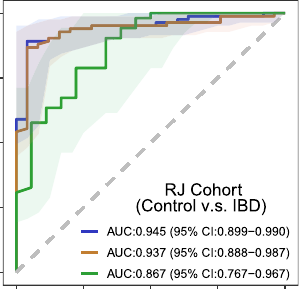 RJ Cohort
(Control v.s. IBD)
AUC:0.945 (95% CI:0.899−0.990)
AUC:0.937 (95% CI:0.888−0.987)
AUC:0.867 (95% CI:0.767−0.967)